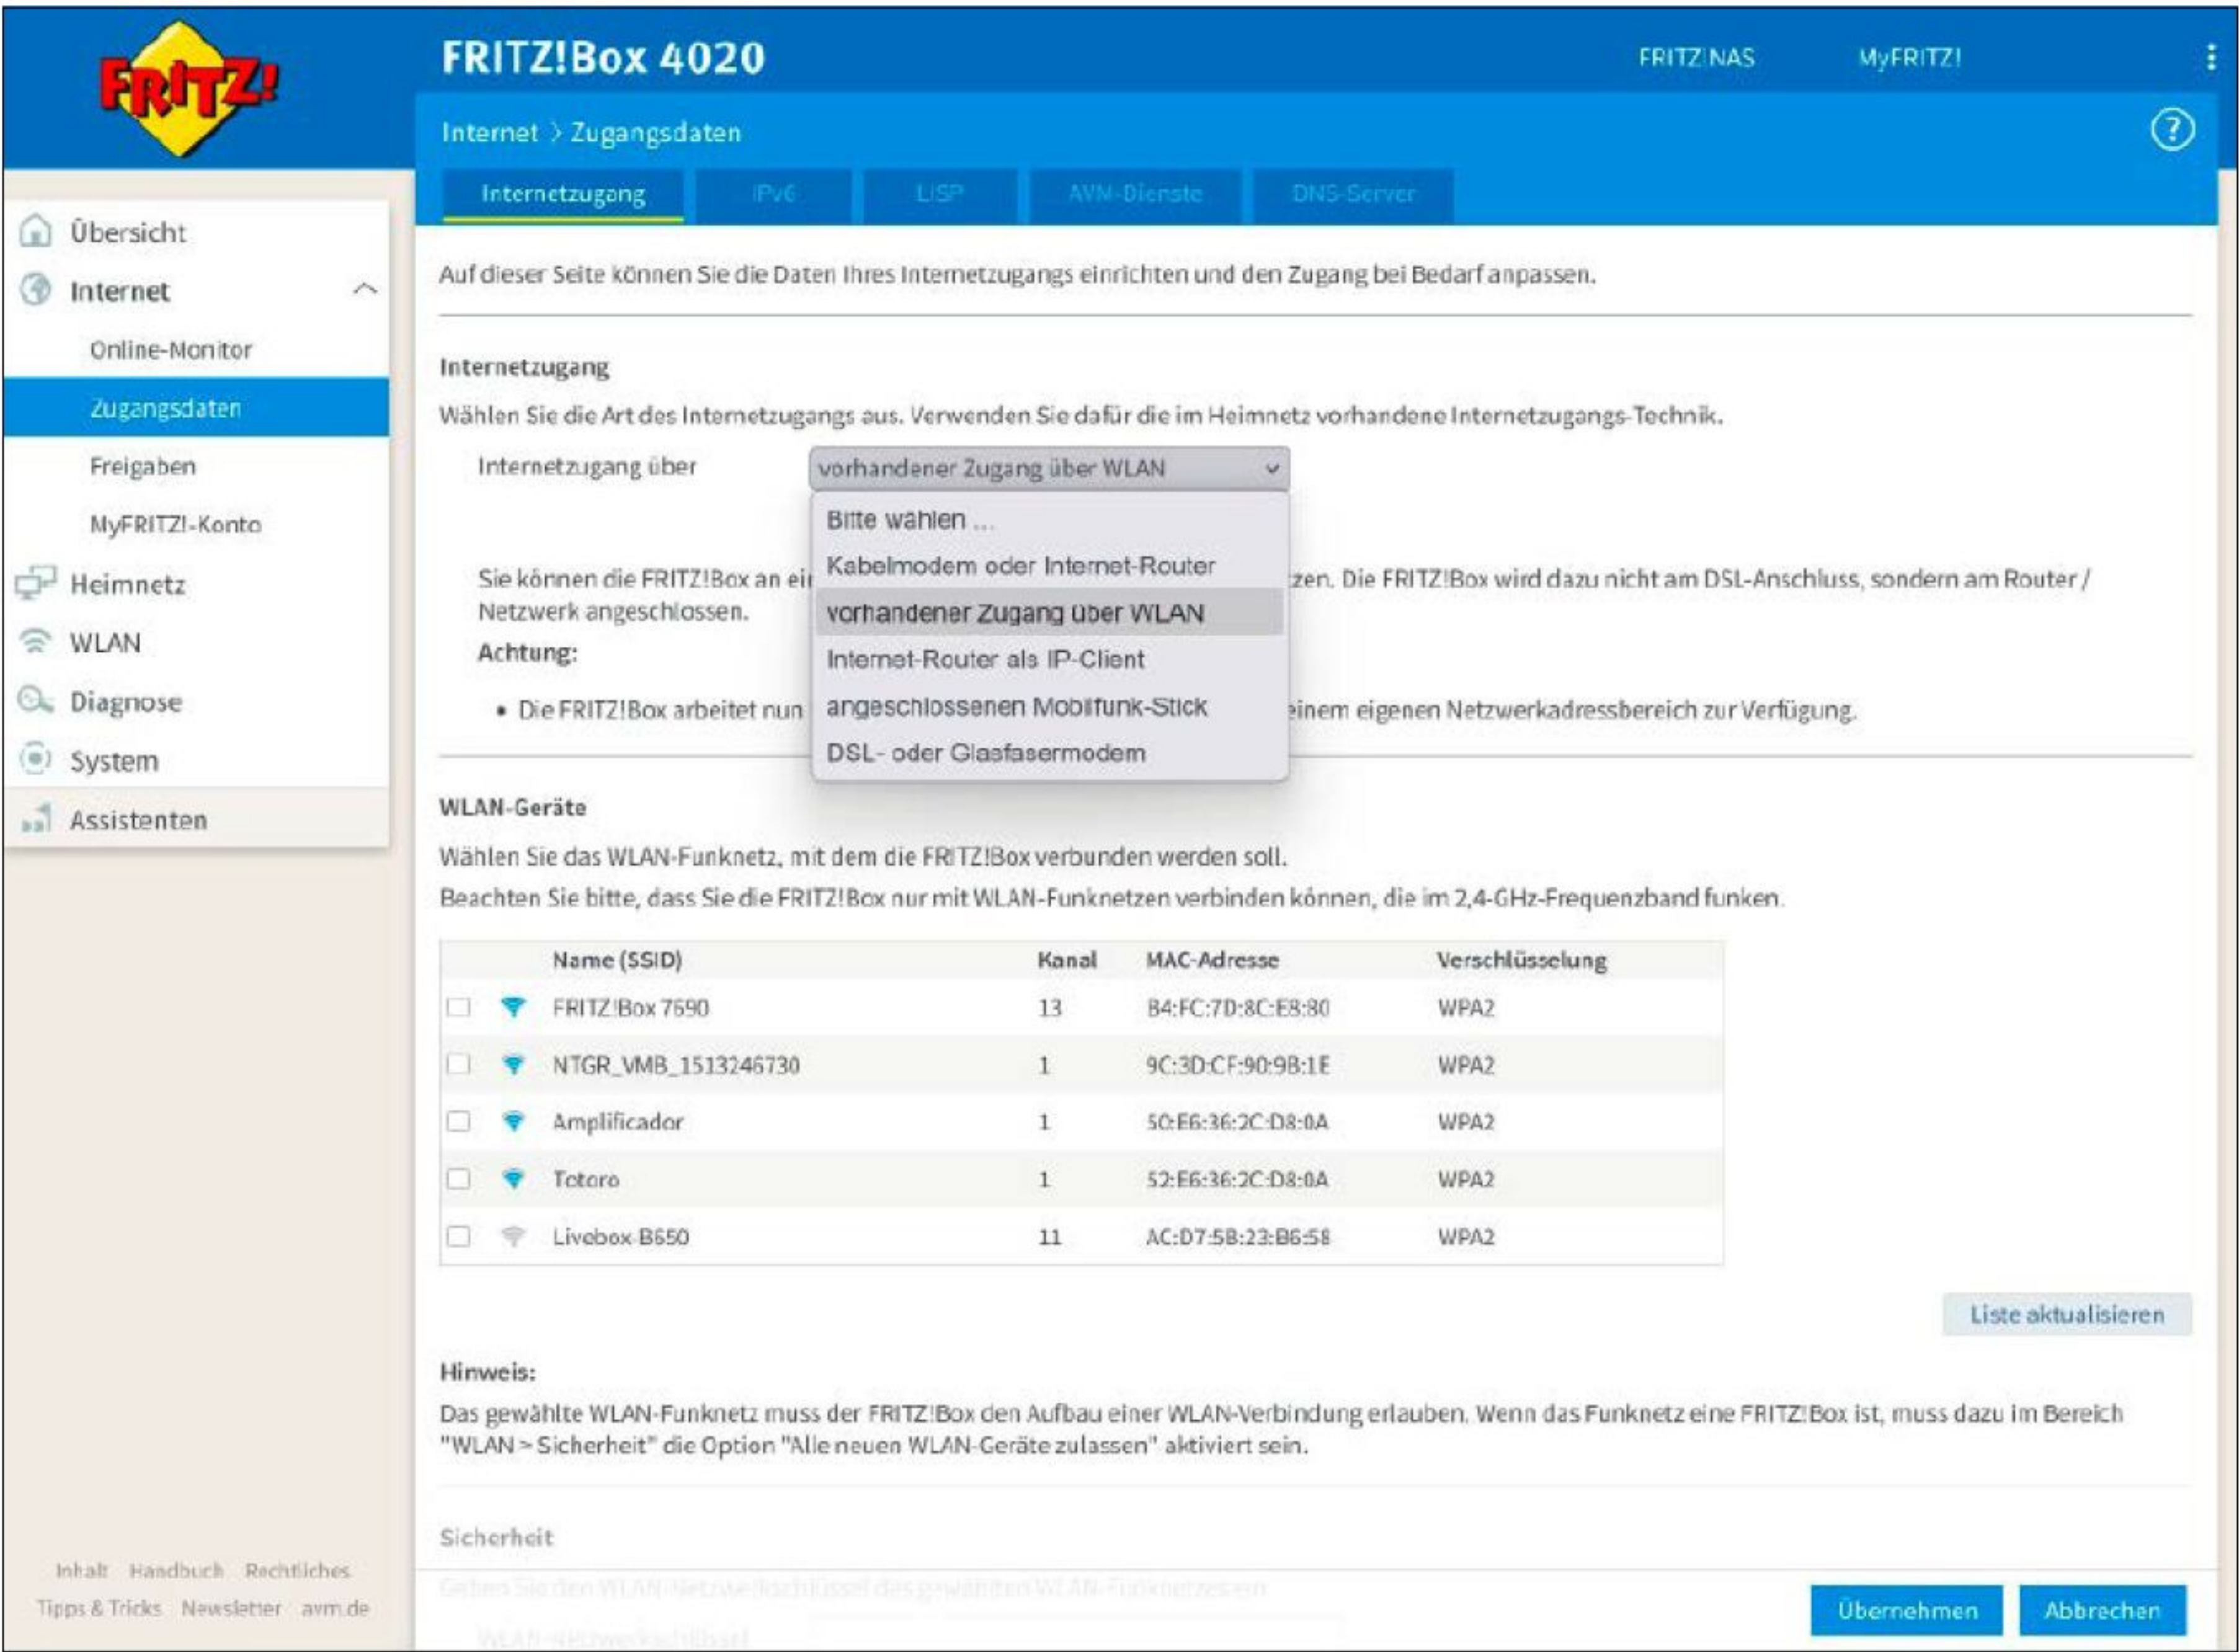 FRITZ!
FRITZ!Box 4020
FRITZ!NAS
MyFRITZ!
Internet > Zugangsdaten
Internetzugang
IPv6
LISP
AVM-Dienste
DNS-Server
Übersicht
Internet
Online-Monitor
Zugangsdaten
Freigaben
MyFRITZ!-Konto
Heimnetz
WLAN
Diagnose
System
Assistenten
Auf dieser Seite können Sie die Daten Ihres Internetzugangs einrichten und den Zugang bei Bedarf anpassen.
Internetzugang
Wählen Sie die Art des Internetzugangs aus. Verwenden Sie dafür die im Heimnetz vorhandene Internetzugangs-Technik.
Internetzugang über
vorhandener Zugang über WLAN
Bitte wählen ...
Kabelmodem oder Internet-Router
vorhandener Zugang über WLAN
Internet-Router als IP-Client
angeschlossenen Mobilfunk-Stick
DSL- oder Glasfasermodem
Sie können die FRITZ!Box an ei zen. Die FRITZ!Box wird dazu nicht am DSL-Anschluss, sondern am Router /
Netzwerk angeschlossen.
Achtung:
• Die FRITZ!Box arbeitet nun einem eigenen Netzwerkadressbereich zur Verfügung.
WLAN-Geräte
Wählen Sie das WLAN-Funknetz, mit dem die FRITZ!Box verbunden werden soll.
Beachten Sie bitte, dass Sie die FRITZ!Box nur mit WLAN-Funknetzen verbinden können, die im 2,4-GHz-Frequenzband funken.
Name (SSID) Kanal MAC-Adresse Verschlüsselung
FRITZ!Box 7690 13 B4:FC:7D:8C:E8:80 WPA2
NTGR_VMB_1513246730 1 9C:3D:CF:90:9B:1E WPA2
Amplificador 1 50:E6:36:2C:D8:0A WPA2
Totoro 1 52:E6:36:2C:D8:0A WPA2
Livebox-B650 11 AC:D7:5B:23:B6:58 WPA2
Liste aktualisieren
Hinweis:
Das gewählte WLAN-Funknetz muss der FRITZ!Box den Aufbau einer WLAN-Verbindung erlauben. Wenn das Funknetz eine FRITZ!Box ist, muss dazu im Bereich
"WLAN > Sicherheit" die Option "Alle neuen WLAN-Geräte zulassen" aktiviert sein.
Sicherheit
Geben Sie den WLAN-Netzwerkschlüssel des gewählten WLAN-Funknetzes ein
WLAN-Netzwerkschlüssel
Übernehmen
Abbrechen
Inhalt Handbuch Rechtliches
Tipps & Tricks Newsletter avm.de